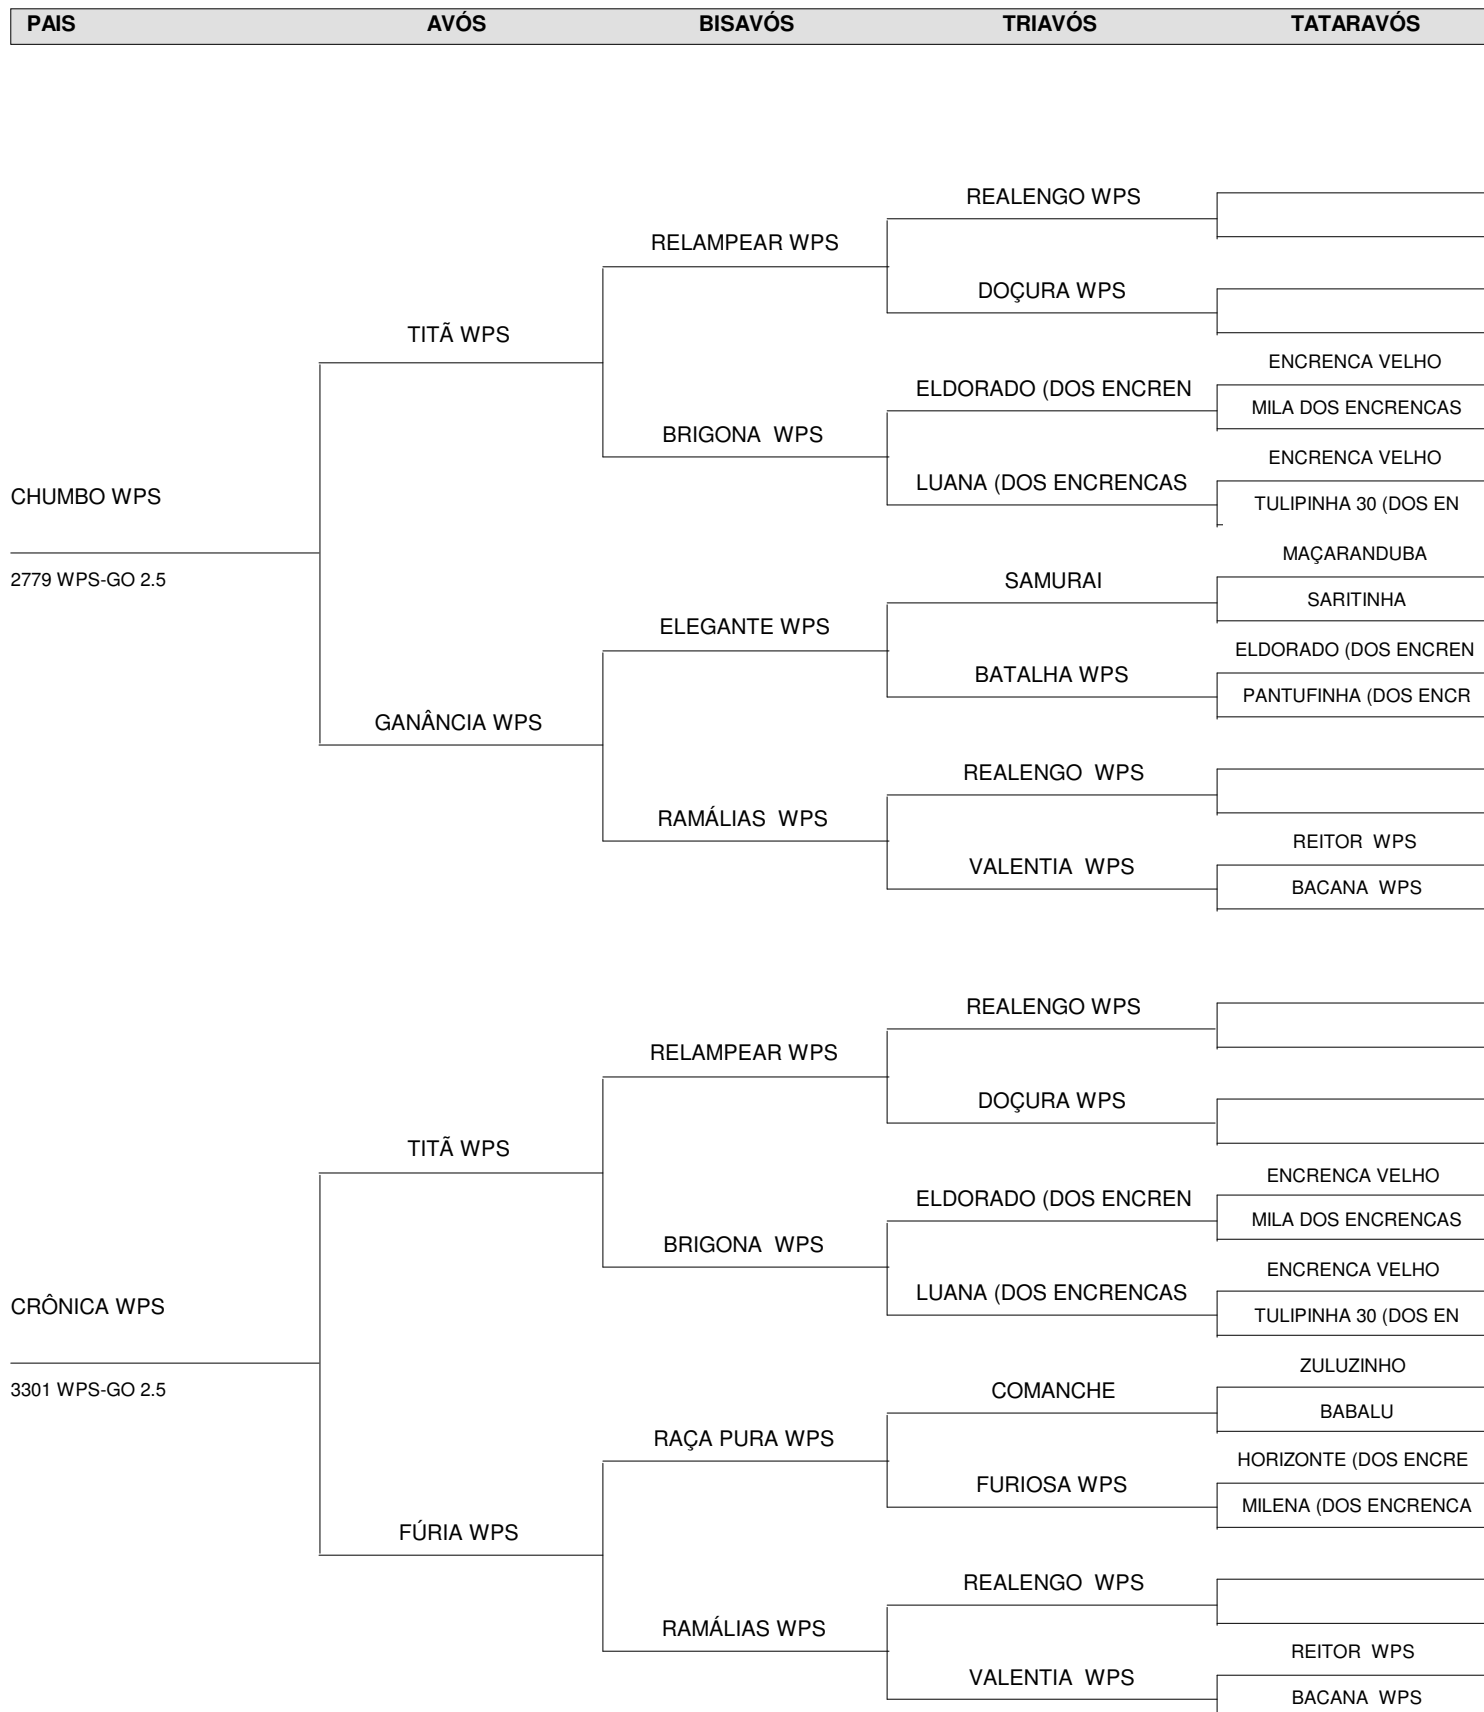 PAIS AVÓS BISAVÓS TRIAVÓS TATARAVÓS
REALENGO WPS
RELAMPEAR WPS
DOÇURA WPS
TITÃ WPS
ENCRENCA VELHO
ELDORADO (DOS ENCREN
MILA DOS ENCRENCAS
BRIGONA WPS
ENCRENCA VELHO
LUANA (DOS ENCRENCAS
CHUMBO WPS
TULIPINHA 30 (DOS EN
MAÇARANDUBA
2779 WPS-GO 2.5
SAMURAI
SARITINHA
ELEGANTE WPS
ELDORADO (DOS ENCREN
BATALHA WPS
PANTUFINHA (DOS ENCR
GANÂNCIA WPS
REALENGO WPS
RAMÁLIAS WPS
REITOR WPS
VALENTIA WPS
BACANA WPS
REALENGO WPS
RELAMPEAR WPS
DOÇURA WPS
TITÃ WPS
ENCRENCA VELHO
ELDORADO (DOS ENCREN
MILA DOS ENCRENCAS
BRIGONA WPS
ENCRENCA VELHO
LUANA (DOS ENCRENCAS
CRÔNICA WPS
TULIPINHA 30 (DOS EN
ZULUZINHO
3301 WPS-GO 2.5
COMANCHE
BABALU
RAÇA PURA WPS
HORIZONTE (DOS ENCRE
FURIOSA WPS
MILENA (DOS ENCRENCA
FÚRIA WPS
REALENGO WPS
RAMÁLIAS WPS
REITOR WPS
VALENTIA WPS
BACANA WPS